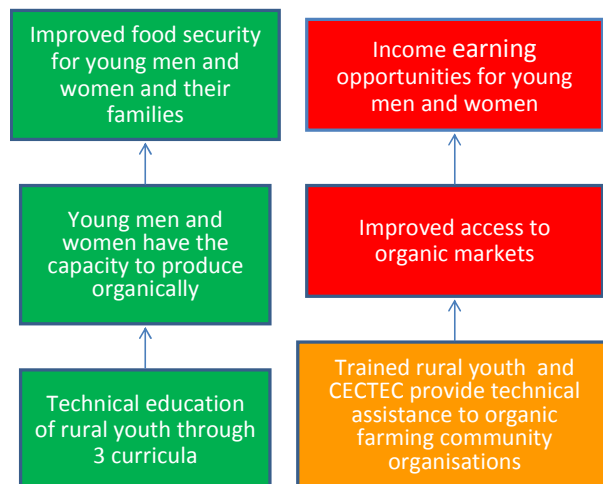 Improved food security
for young men and
women and their
families
Income earning
opportunities for young
men and women
Young men and
women have the
capacity to produce
organically
Improved access to
organic markets
Technical education
of rural youth through
3 curricula
Trained rural youth and
CECTEC provide technical
assistance to organic
farming community
organisations